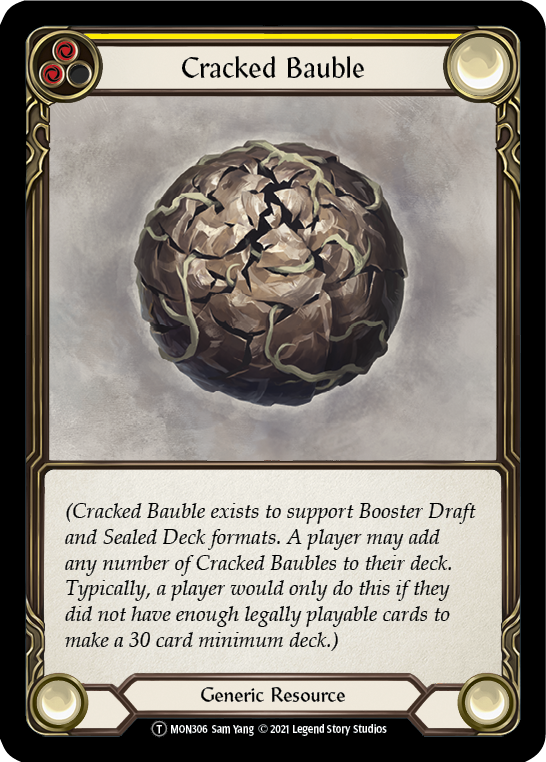 Cracked Bauble
(Cracked Bauble exists to support Booster Draft
and Sealed Deck formats. A player may add
any number of Cracked Baubles to their deck.
Typically, a player would only do this if they
did not have enough legally playable cards to
make a 30 card minimum deck.)
Generic Resource
T MON306 Sam Yang © 2021 Legend Story Studios